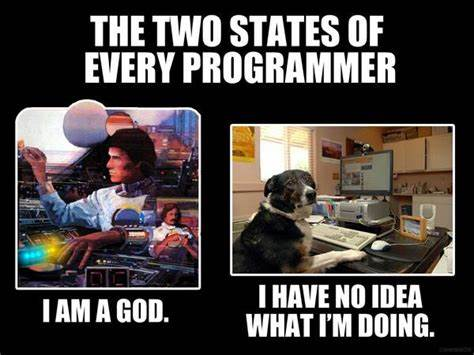 THE TWO STATES OF
EVERY PROGRAMMER
I AM A GOD.
I HAVE NO IDEA
WHAT I'M DOING.